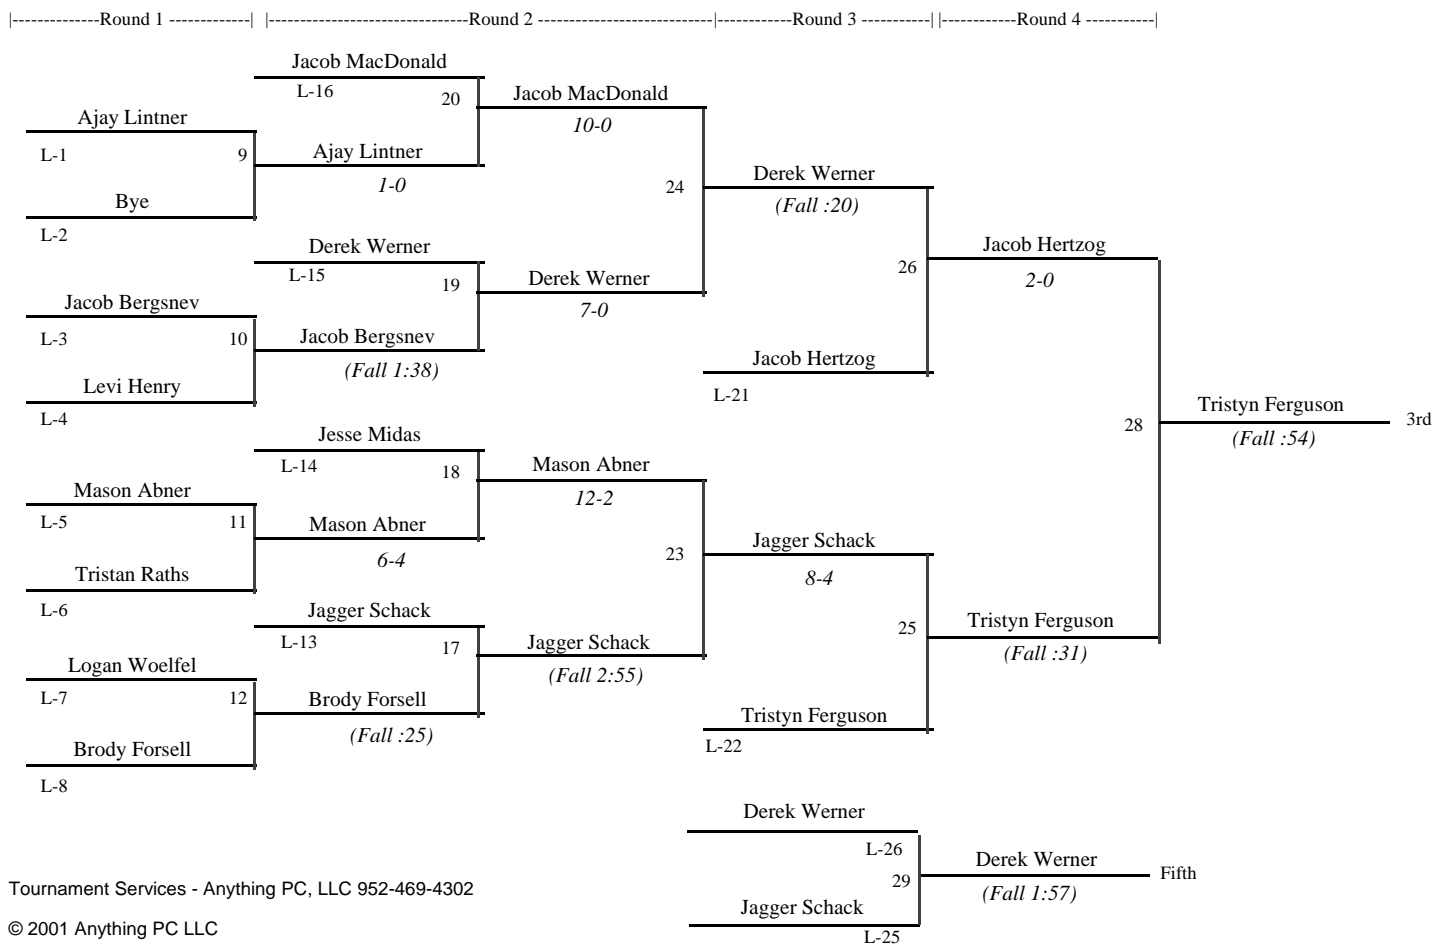 |--------------Round 1 -------------| |--------------------------------Round 2 ----------------------------|------------Round 3 -----------| |------------Round 4 -----------|
Jacob MacDonald
L-16
20
Jacob MacDonald
10-0
Ajay Lintner
L-1
9
Ajay Lintner
1-0
Bye
L-2
24
Derek Werner
(Fall :20)
Derek Werner
L-15
19
Derek Werner
7-0
Jacob Bergsnev
L-3
10
Jacob Bergsnev
(Fall 1:38)
Levi Henry
L-4
26
Jacob Hertzog
2-0
Jacob Hertzog
L-21
28
Tristyn Ferguson
3rd
(Fall :54)
Jesse Midas
L-14
18
Mason Abner
12-2
Mason Abner
L-5
11
Mason Abner
6-4
Tristan Raths
L-6
23
Jagger Schack
8-4
Jagger Schack
L-13
17
Jagger Schack
(Fall 2:55)
Logan Woelfel
L-7
12
Brody Forsell
(Fall :25)
Brody Forsell
L-8
25
Tristyn Ferguson
(Fall :31)
Tristyn Ferguson
L-22
Derek Werner
L-26
29
Derek Werner
Fifth
(Fall 1:57)
Jagger Schack
L-25
Tournament Services - Anything PC, LLC 952-469-4302
© 2001 Anything PC LLC